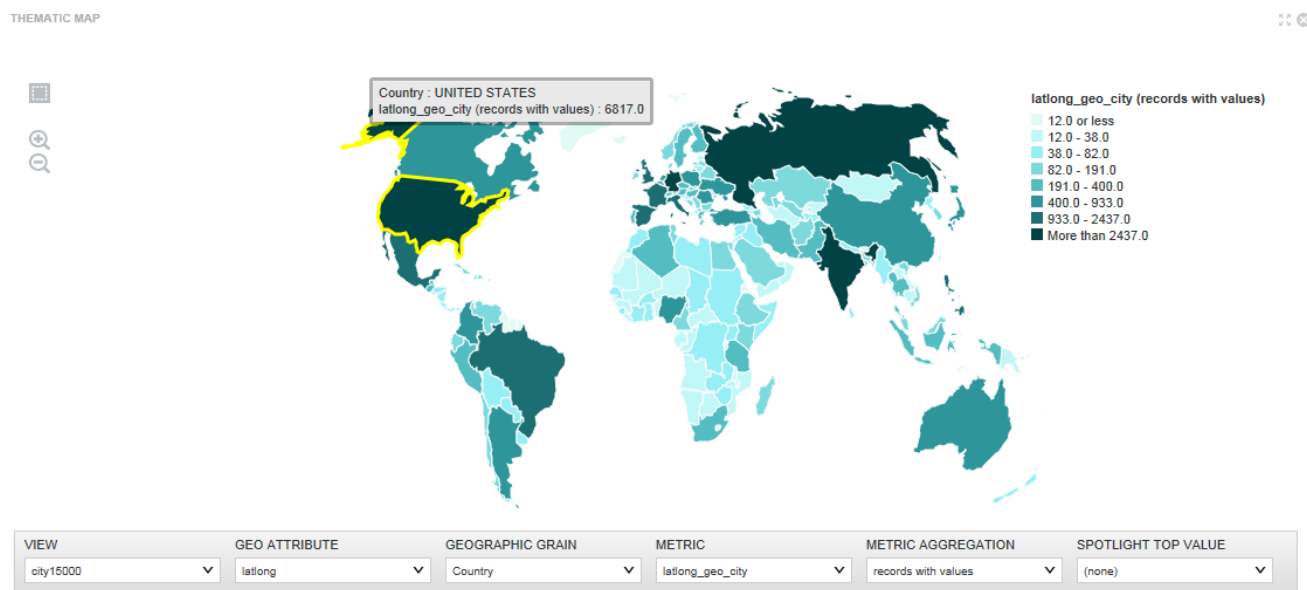 THEMATIC MAP
Country : UNITED STATES
latlong_geo_city (records with values) : 6817.0
latlong_geo_city (records with values)
12.0 or less
12.0 - 38.0
38.0 - 82.0
82.0 - 191.0
191.0 - 400.0
400.0 - 933.0
933.0 - 2437.0
More than 2437.0
VIEW GEO ATTRIBUTE GEOGRAPHIC GRAIN METRIC METRIC AGGREGATION SPOTLIGHT TOP VALUE
city15000 latlong Country latlong_geo_city records with values (none)